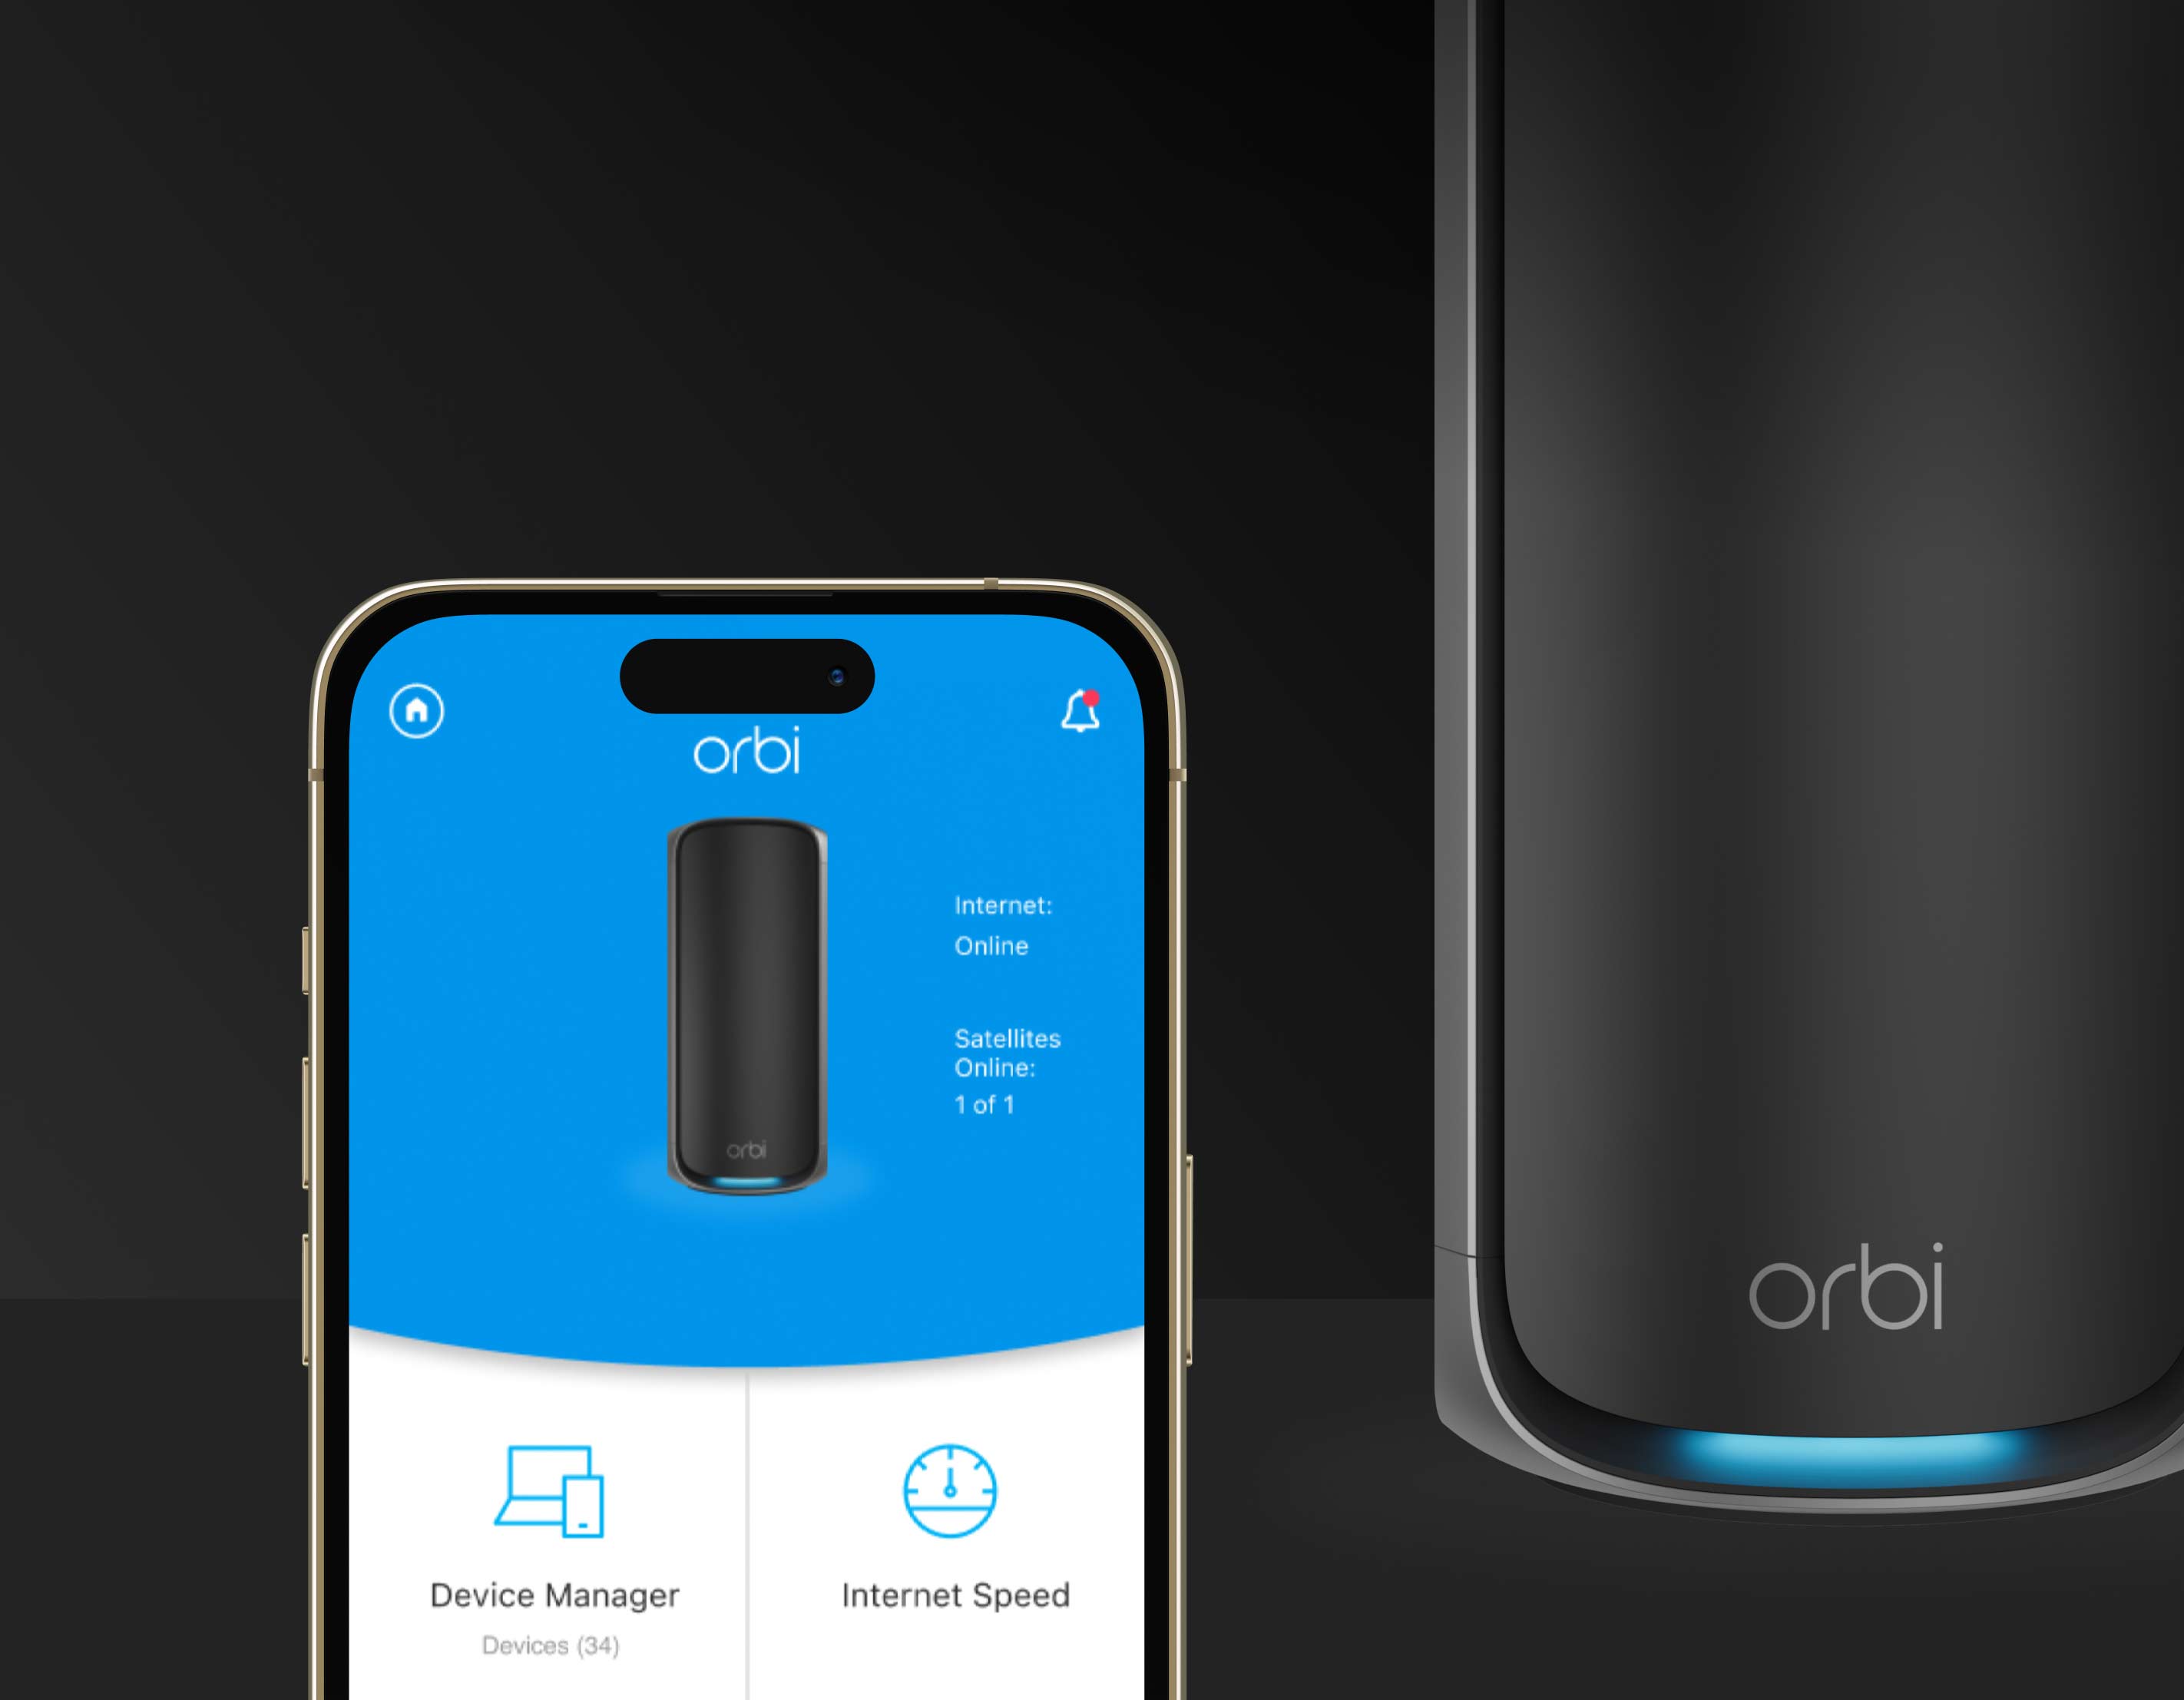 orbi
Internet:
Online
Satellites
Online:
1 of 1
orbi
Device Manager
Devices (34)
Internet Speed
orbi